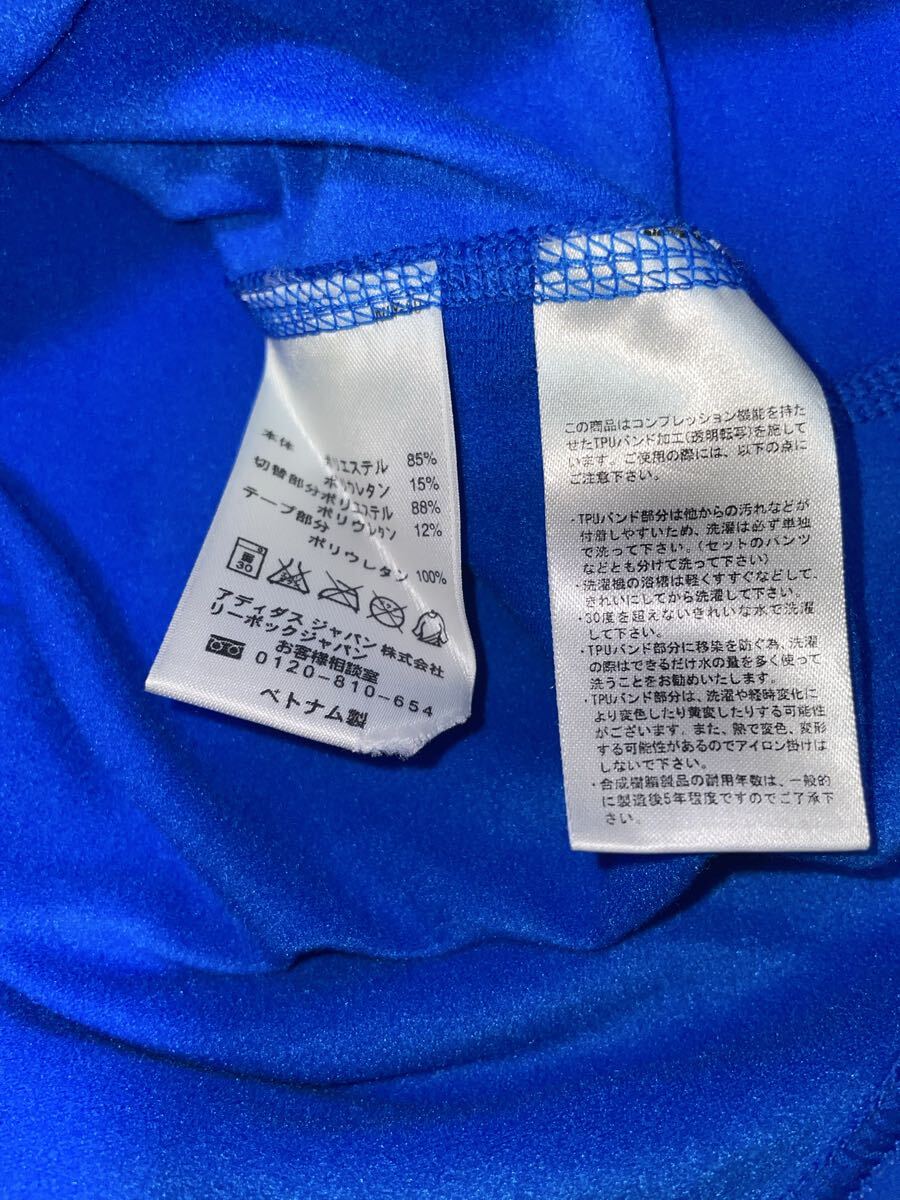 本体 ポリエステル 85%
ポリウレタン 15%
切替部分 ポリエステル 88%
ポリウレタン 12%
テープ部分
ポリウレタン 100%
30
アディダス ジャパン 株式会社
リーボックジャパン
お客様相談室
0120-810-654
ベトナム製
この商品はコンプレッション機能を持た
せたTPUバンド加工(透明転写)を施して
います。ご使用の際には、以下の点に
ご注意下さい。
・TPUバンド部分は他からの汚れなどが
付着しやすいため、洗濯は必ず単独
で洗って下さい。(セットのパンツ
などとも分けて洗って下さい)
・洗濯機の浴槽は軽くすすぐなどして、
きれいにしてから洗濯して下さい。
・30度を超えないきれいな水で洗濯
して下さい。
・TPUバンド部分に移染を防ぐ為、洗濯
の際はできるだけ水の量を多く使って
洗うことをお勧めいたします。
・TPUバンド部分は、洗濯や経時変化に
より変色したり黄変したりする可能性
がございます。また、熱で変色、変形
する可能性があるのでアイロン掛けは
しないで下さい。
・合成樹脂製品の耐用年数は、一般的
に製造後5年程度ですのでご了承下
さい。